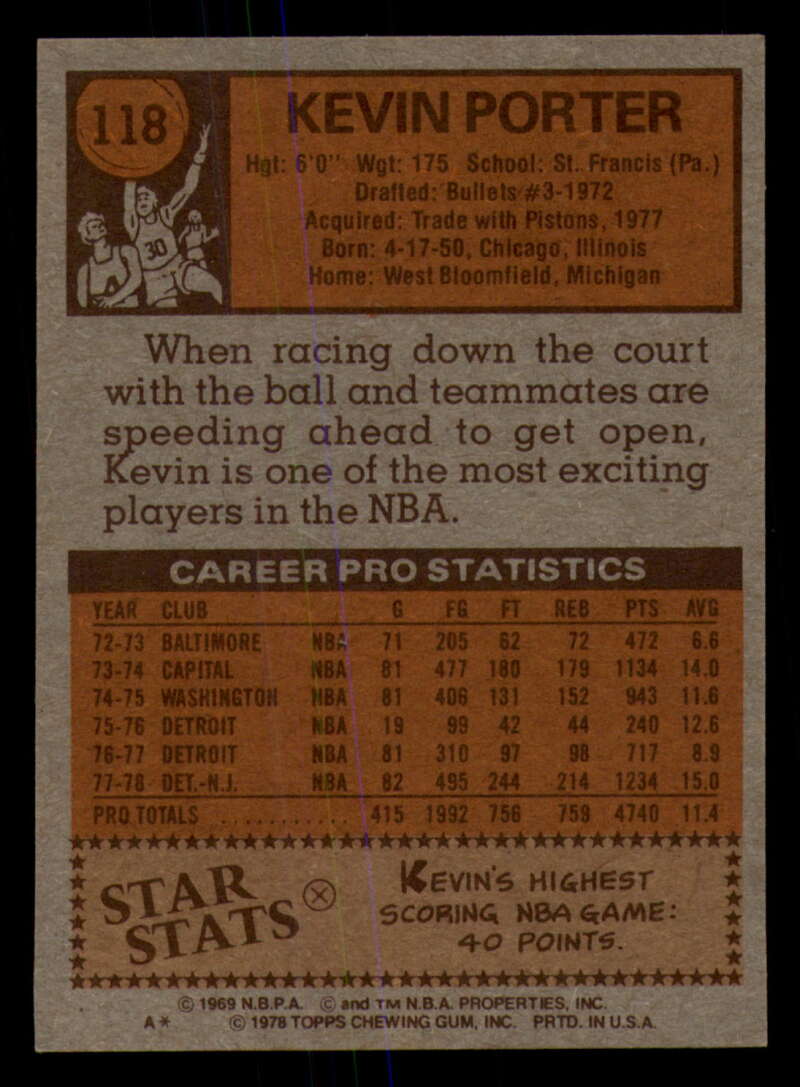 118
KEVIN PORTER
Hgt: 6'0" Wgt: 175 School: St. Francis (Pa.)
Drafted: Bullets #3-1972
Acquired: Trade with Pistons, 1977
Born: 4-17-50, Chicago, Illinois
Home: West Bloomfield, Michigan
30
When racing down the court
with the ball and teammates are
speeding ahead to get open,
Kevin is one of the most exciting
players in the NBA.
CAREER PRO STATISTICS
YEAR CLUB G FG FT REB PTS AVG
72-73 BALTIMORE NBA 71 205 62 72 472 6.6
73-74 CAPITAL NBA 81 477 180 179 1134 14.0
74-75 WASHINGTON NBA 81 406 131 152 943 11.6
75-76 DETROIT NBA 19 99 42 44 240 12.6
76-77 DETROIT NBA 81 310 97 98 717 8.9
77-78 DET.-N.J. NBA 82 495 244 214 1234 15.0
PRO TOTALS ........... 415 1992 756 759 4740 11.4
STAR
STATS
KEVIN'S HIGHEST
SCORING NBA GAME:
40 POINTS.
© 1969 N.B.P.A. © and TM N.B.A. PROPERTIES, INC.
A* © 1978 TOPPS CHEWING GUM, INC. PRTD. IN U.S.A.